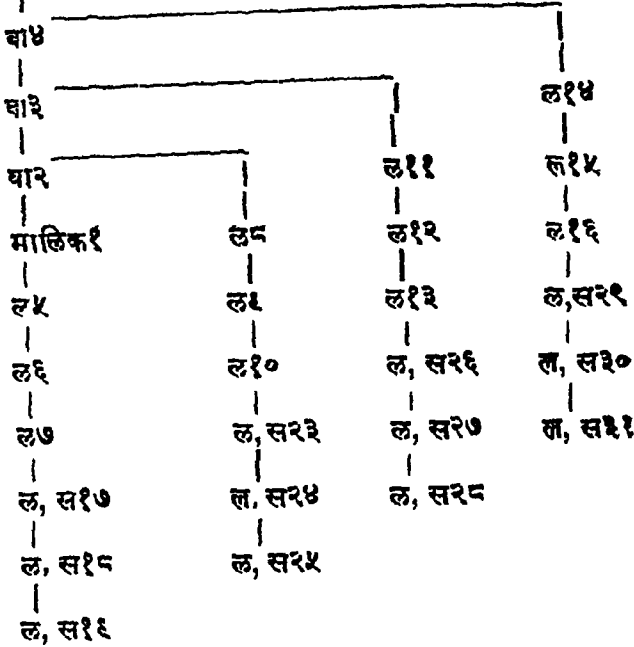 बा४
बा३ ल१४
बा२ ल११ ल१५
मालिक१ ल८ ल१२ ल१६
ल५ ल९ ल१३ ल,स२९
ल६ ल१० ल, स२६ ल, स३०
ल७ ल, स२३ ल, स२७ ल, स३१
ल, स१७ ल, स२४ ल, स२८
ल, स१८ ल, स२५
ल, स१९